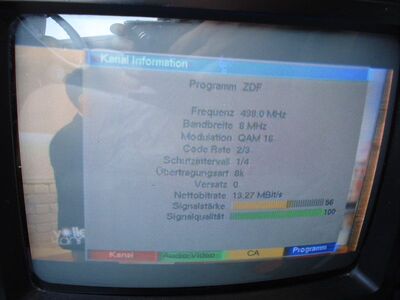 Kanal Information
Programm ZDF
Frequenz 498.0 MHz
Bandbreite 8 MHz
Modulation QAM 16
Code Rate 2/3
Schutzintervall 1/4
Übertragungsart 8k
Versatz 0
Nettobitrate 13.27 MBit/s
Signalstärke 56
Signalqualität 100
volle
Kanal Audio/Video CA Programm